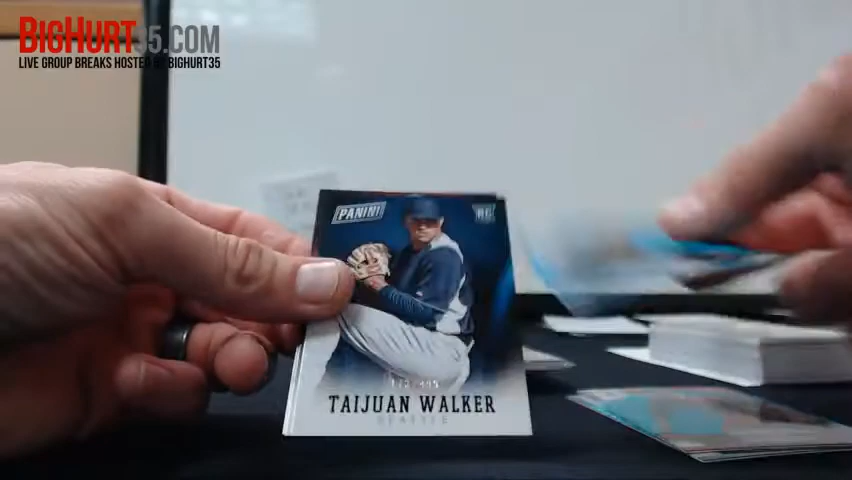 BIGHURT35.COM
LIVE GROUP BREAKS HOSTED BY BIGHURT35
PANINI
RC
TAIJUAN WALKER
SEATTLE